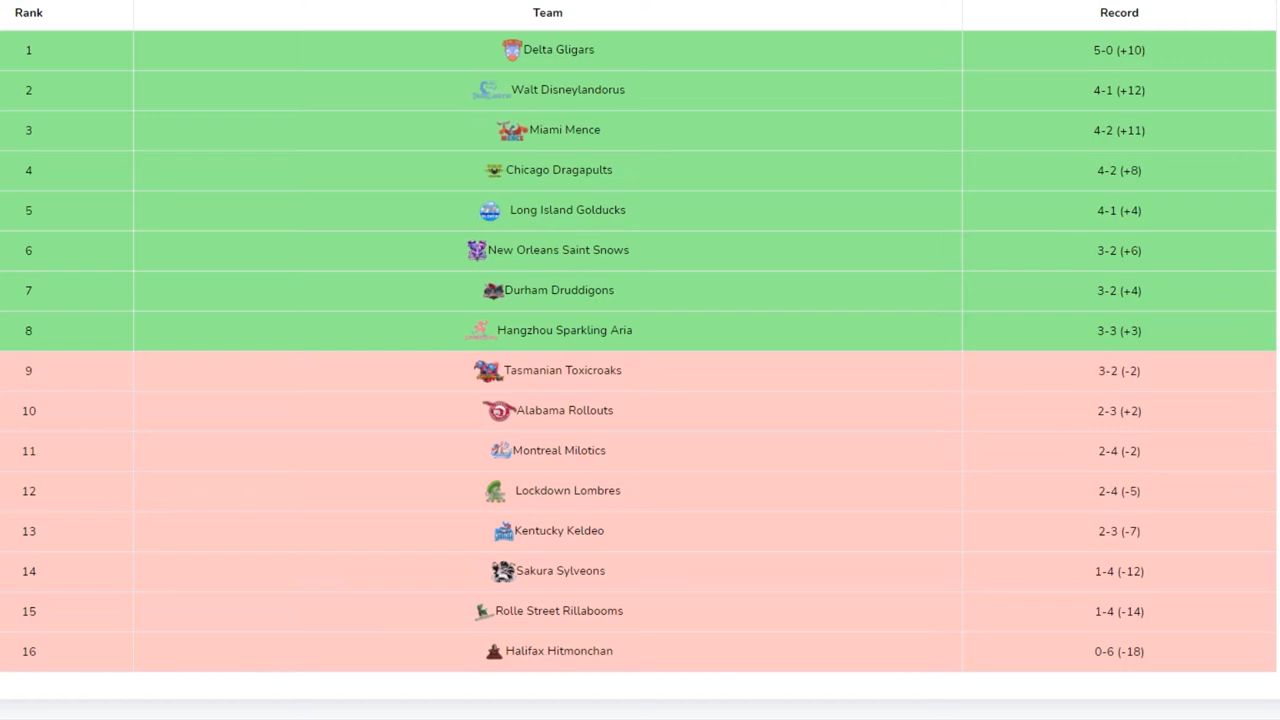 Rank Team Record
1 Delta Gligars 5-0 (+10)
2 Walt Disneylandorus 4-1 (+12)
3 Miami Mence 4-2 (+11)
4 Chicago Dragapults 4-2 (+8)
5 Long Island Golducks 4-1 (+4)
6 New Orleans Saint Snows 3-2 (+6)
7 Durham Druddigons 3-2 (+4)
8 Hangzhou Sparkling Aria 3-3 (+3)
9 Tasmanian Toxicroaks 3-2 (-2)
10 Alabama Rollouts 2-3 (+2)
11 Montreal Milotics 2-4 (-2)
12 Lockdown Lombres 2-4 (-5)
13 Kentucky Keldeo 2-3 (-7)
14 Sakura Sylveons 1-4 (-12)
15 Rolle Street Rillabooms 1-4 (-14)
16 Halifax Hitmonchan 0-6 (-18)